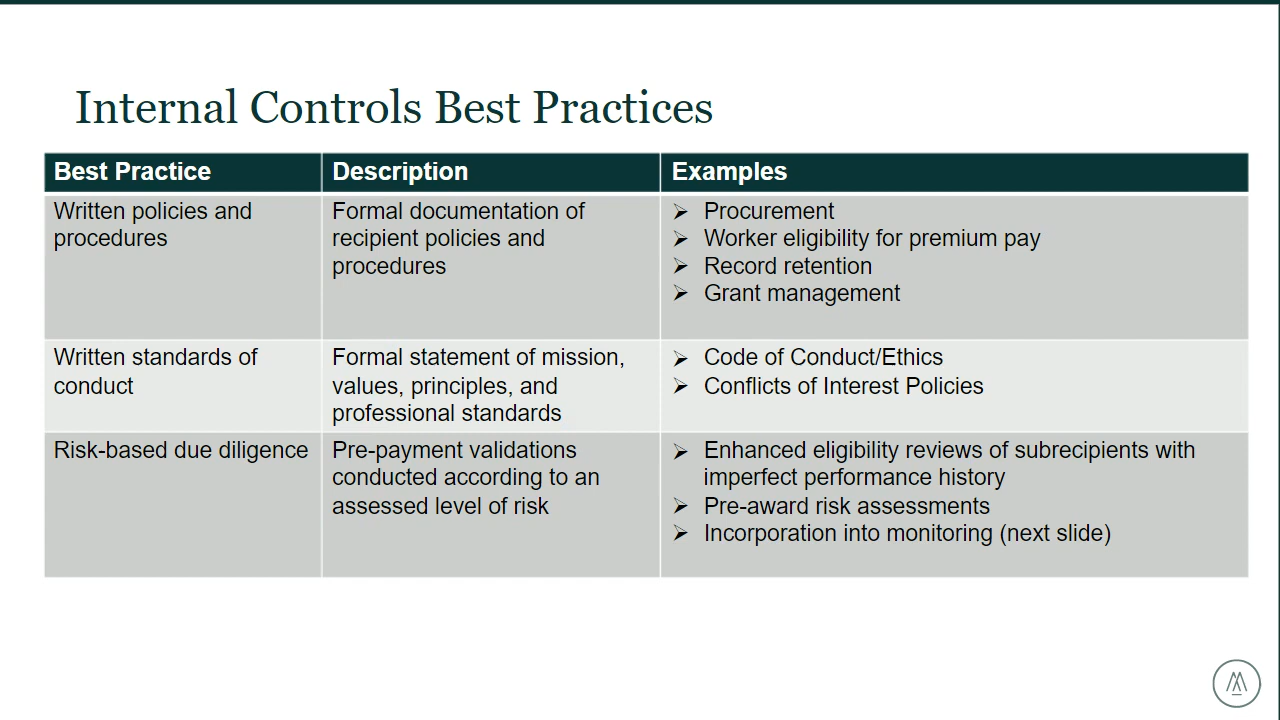 Internal Controls Best Practices
Best Practice
Description
Examples
Written policies and
procedures
Formal documentation of
recipient policies and
procedures
➢ Procurement
➢ Worker eligibility for premium pay
➢ Record retention
➢ Grant management
Written standards of
conduct
Formal statement of mission,
values, principles, and
professional standards
➢ Code of Conduct/Ethics
➢ Conflicts of Interest Policies
Risk-based due diligence
Pre-payment validations
conducted according to an
assessed level of risk
➢ Enhanced eligibility reviews of subrecipients with
imperfect performance history
➢ Pre-award risk assessments
➢ Incorporation into monitoring (next slide)